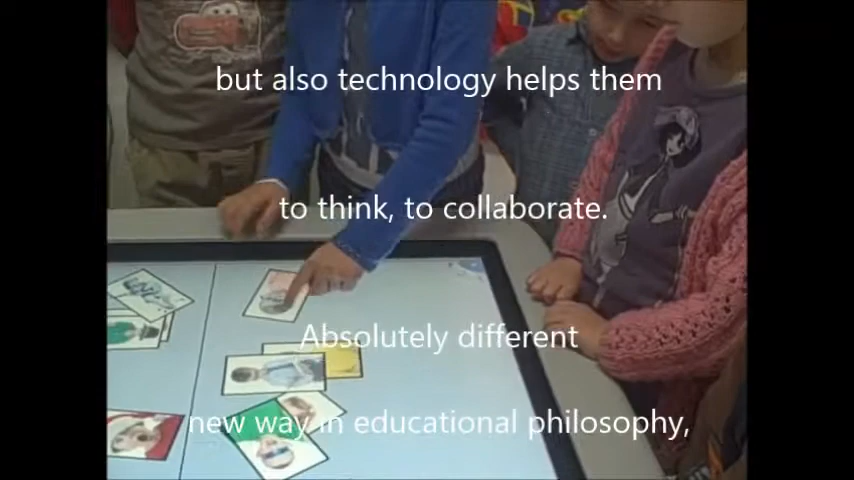 but also technology helps them
to think, to collaborate.
Absolutely different
new way in educational philosophy,